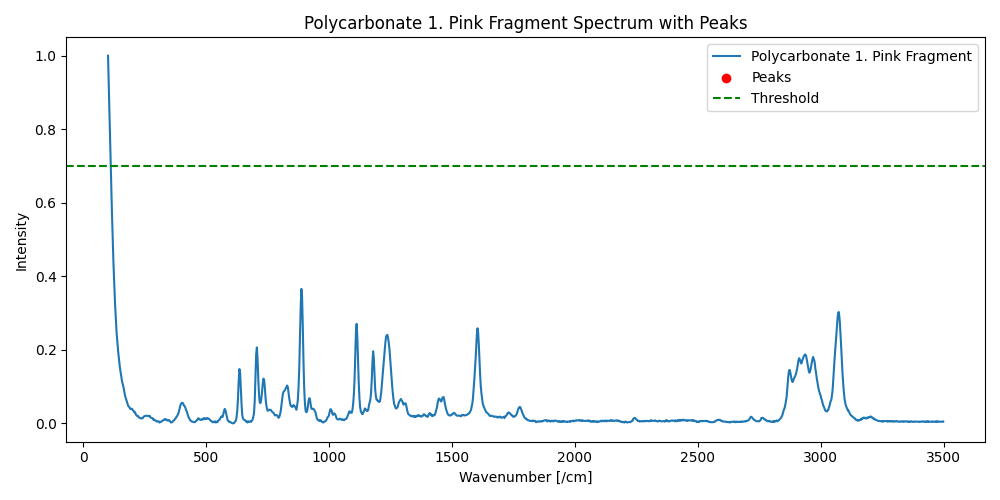 Polycarbonate 1. Pink Fragment Spectrum with Peaks
Polycarbonate 1. Pink Fragment
Peaks
Threshold
Intensity
1.0
0.8
0.6
0.4
0.2
0.0
0 500 1000 1500 2000 2500 3000 3500
Wavenumber [/cm]